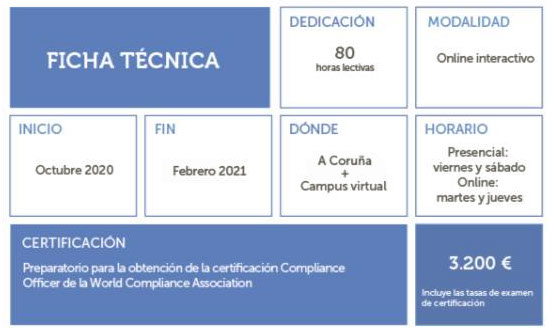 FICHA TÉCNICA
DEDICACIÓN
80
horas lectivas
MODALIDAD
Online interactivo
INICIO
Octubre 2020
FIN
Febrero 2021
DÓNDE
A Coruña
+
Campus virtual
HORARIO
Presencial:
viernes y sábado
Online:
martes y jueves
CERTIFICACIÓN
Preparatorio para la obtención de la certificación Compliance
Officer de la World Compliance Association
3.200 €
Incluye las tasas de examen
de certificación